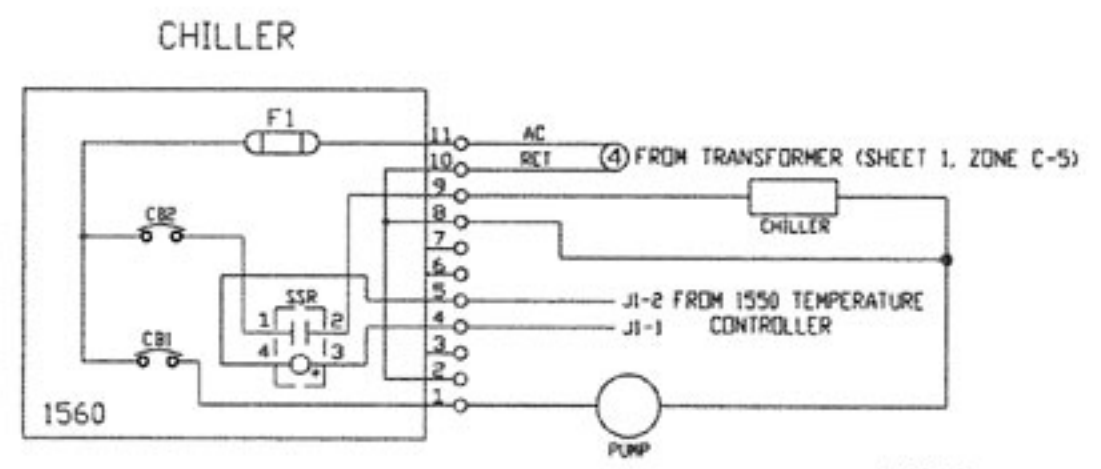 CHILLER
F1
11 AC
10 RET
4 FROM TRANSFORMER (SHEET 1, ZONE C-5)
9
CHILLER
8
CB2
7
6
5 J1-2 FROM 1550 TEMPERATURE
SSR
1 2
4 J1-1 CONTROLLER
CB1
4 3
+
3
2
1
1560
PUMP